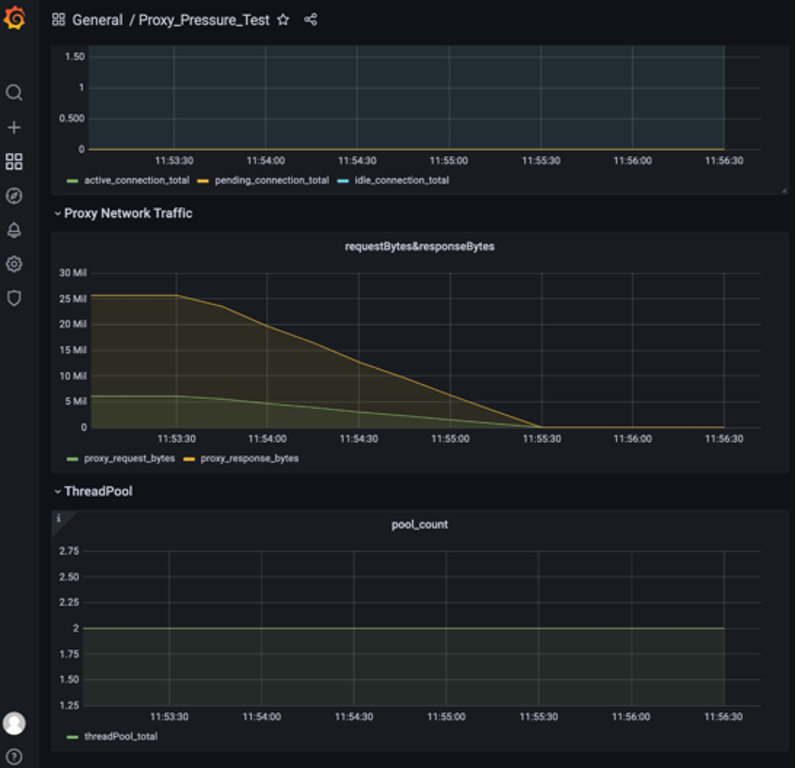 General / Proxy_Pressure_Test
1.50
1
0.500
0
11:53:30 11:54:00 11:54:30 11:55:00 11:55:30 11:56:00 11:56:30
active_connection_total pending_connection_total idle_connection_total
Proxy Network Traffic
requestBytes&responseBytes
30 Mil
25 Mil
20 Mil
15 Mil
10 Mil
5 Mil
0
11:53:30 11:54:00 11:54:30 11:55:00 11:55:30 11:56:00 11:56:30
proxy_request_bytes proxy_response_bytes
ThreadPool
i
pool_count
2.75
2.50
2.25
2
1.75
1.50
1.25
11:53:30 11:54:00 11:54:30 11:55:00 11:55:30 11:56:00 11:56:30
threadPool_total